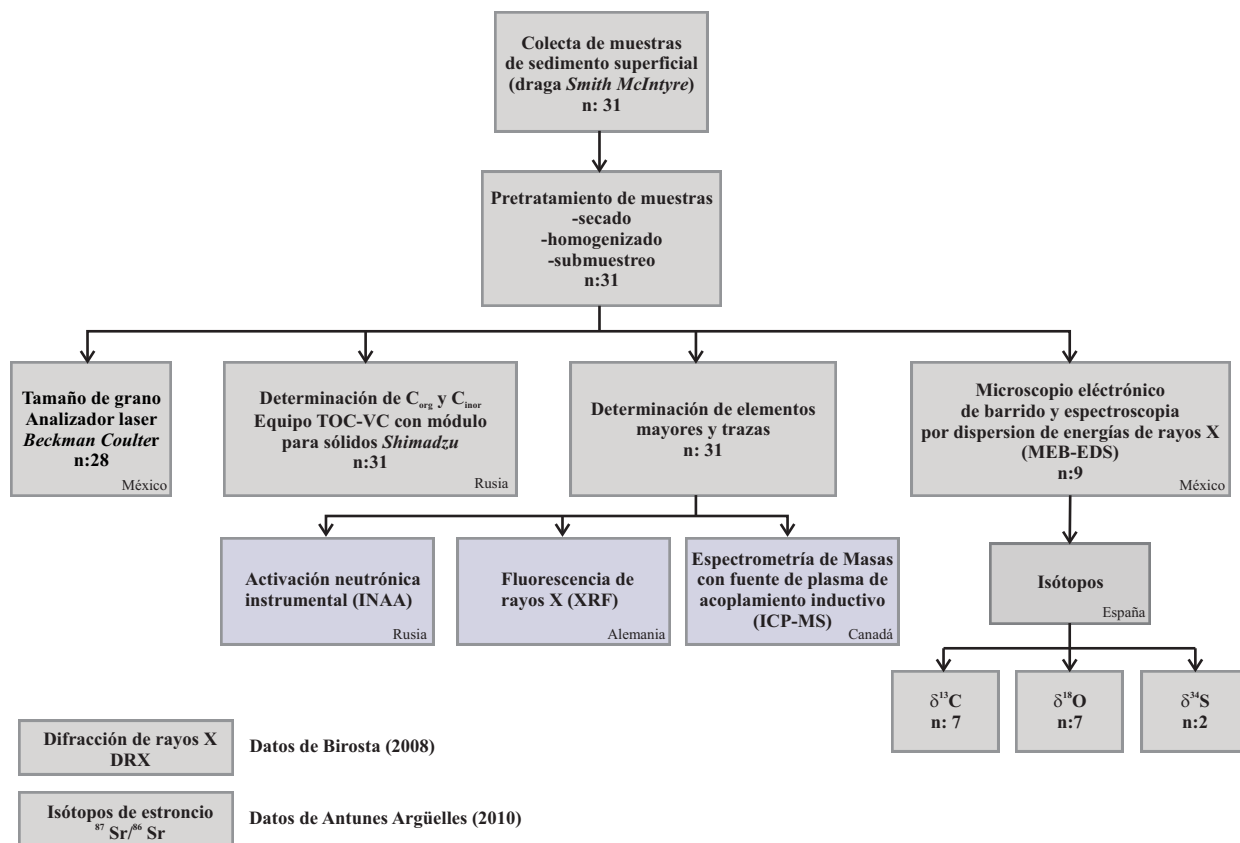 Colecta de muestras
de sedimento superficial
(draga Smith McIntyre)
n: 31
Pretratamiento de muestras
-secado
-homogenizado
-submuestreo
n:31
Tamaño de grano
Analizador laser
Beckman Coulter
n:28
México
Determinación de Corg y Cinor
Equipo TOC-VC con módulo
para sólidos Shimadzu
n:31
Rusia
Determinación de elementos
mayores y trazas
n: 31
Microscopio eléctrónico
de barrido y espectroscopia
por dispersion de energías de rayos X
(MEB-EDS)
n:9
México
Activación neutrónica
instrumental (INAA)
Rusia
Fluorescencia de
rayos X (XRF)
Alemania
Espectrometría de Masas
con fuente de plasma de
acoplamiento inductivo
(ICP-MS)
Canadá
Isótopos
España
δ¹³C
n: 7
δ¹⁸O
n:7
δ³⁴S
n:2
Difracción de rayos X
DRX
Datos de Birosta (2008)
Isótopos de estroncio
⁸⁷ Sr/⁸⁶ Sr
Datos de Antunes Argüelles (2010)